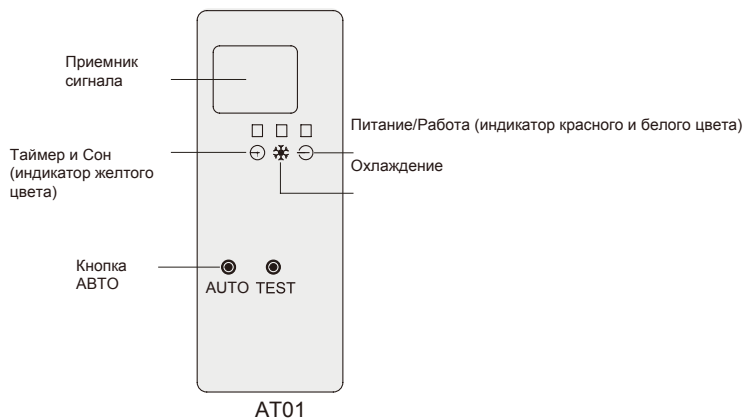 Приемник
сигнала
Питание/Работа (индикатор красного и белого цвета)
Таймер и Сон
(индикатор желтого
цвета)
Охлаждение
Кнопка
АВТО
AUTO TEST
AT01